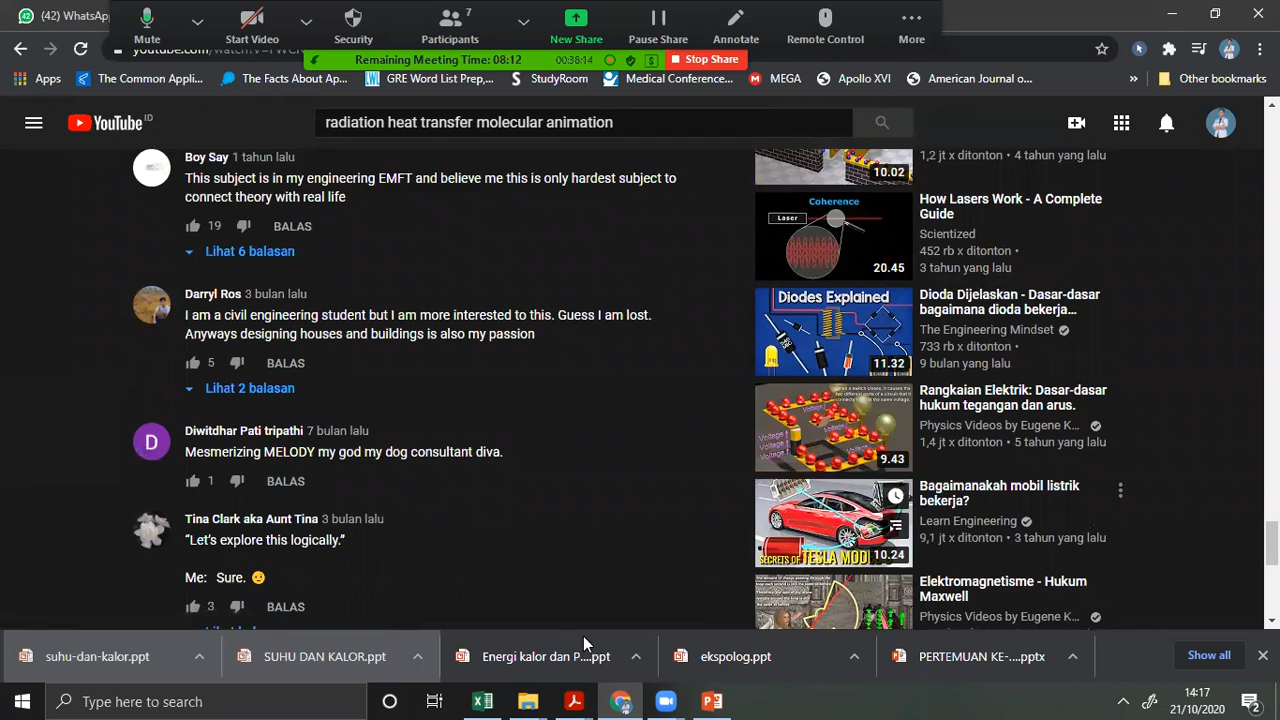 (42) WhatsApp
Mute
Start Video
Security
7
Participants
New Share
Pause Share
Annotate
Remote Control
More
Remaining Meeting Time: 08:12
00:38:14
Stop Share
Apps
The Common Appli...
The Facts About Ap...
GRE Word List Prep,...
StudyRoom
Medical Conference...
MEGA
Apollo XVI
American Journal o...
»
Other bookmarks
YouTube ID
radiation heat transfer molecular animation
Boy Say 1 tahun lalu
This subject is in my engineering EMFT and believe me this is only hardest subject to
connect theory with real life
19 BALAS
Lihat 6 balasan
Darryl Ros 3 bulan lalu
I am a civil engineering student but I am more interested to this. Guess I am lost.
Anyways designing houses and buildings is also my passion
5 BALAS
Lihat 2 balasan
D
Diwitdhar Pati tripathi 7 bulan lalu
Mesmerizing MELODY my god my dog consultant diva.
1 BALAS
Tina Clark aka Aunt Tina 3 bulan lalu
“Let's explore this logically.”
Me: Sure.
3 BALAS
10.02
1,2 jt x ditonton • 4 tahun yang lalu
Coherence
Laser
20.45
How Lasers Work - A Complete
Guide
Scientized
452 rb x ditonton •
3 tahun yang lalu
Diodes Explained
11.32
Dioda Dijelaskan - Dasar-dasar
bagaimana dioda bekerja...
The Engineering Mindset
733 rb x ditonton •
9 bulan yang lalu
Voltage
Voltage
Voltage
9.43
Rangkaian Elektrik: Dasar-dasar
hukum tegangan dan arus.
Physics Videos by Eugene K...
1,4 jt x ditonton • 5 tahun yang lalu
SECRETS OF TESLA MOD
10.24
Bagaimanakah mobil listrik
bekerja?
Learn Engineering
9,1 jt x ditonton • 3 tahun yang lalu
Elektromagnetisme - Hukum
Maxwell
Physics Videos by Eugene K...
suhu-dan-kalor.ppt
SUHU DAN KALOR.ppt
Energi kalor dan P....ppt
ekspolog.ppt
PERTEMUAN KE-....pptx
Show all
Type here to search
14:17
21/10/2020
2